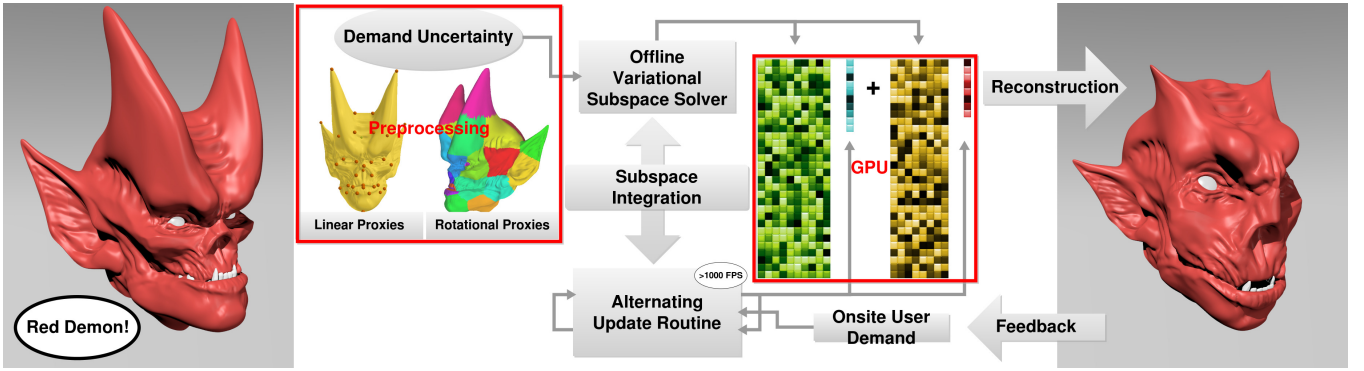 Red Demon!
Demand Uncertainty
Preprocessing
Linear Proxies
Rotational Proxies
Offline
Variational
Subspace Solver
Subspace
Integration
>1000 FPS
Alternating
Update Routine
+
GPU
Onsite User
Demand
Reconstruction
Feedback